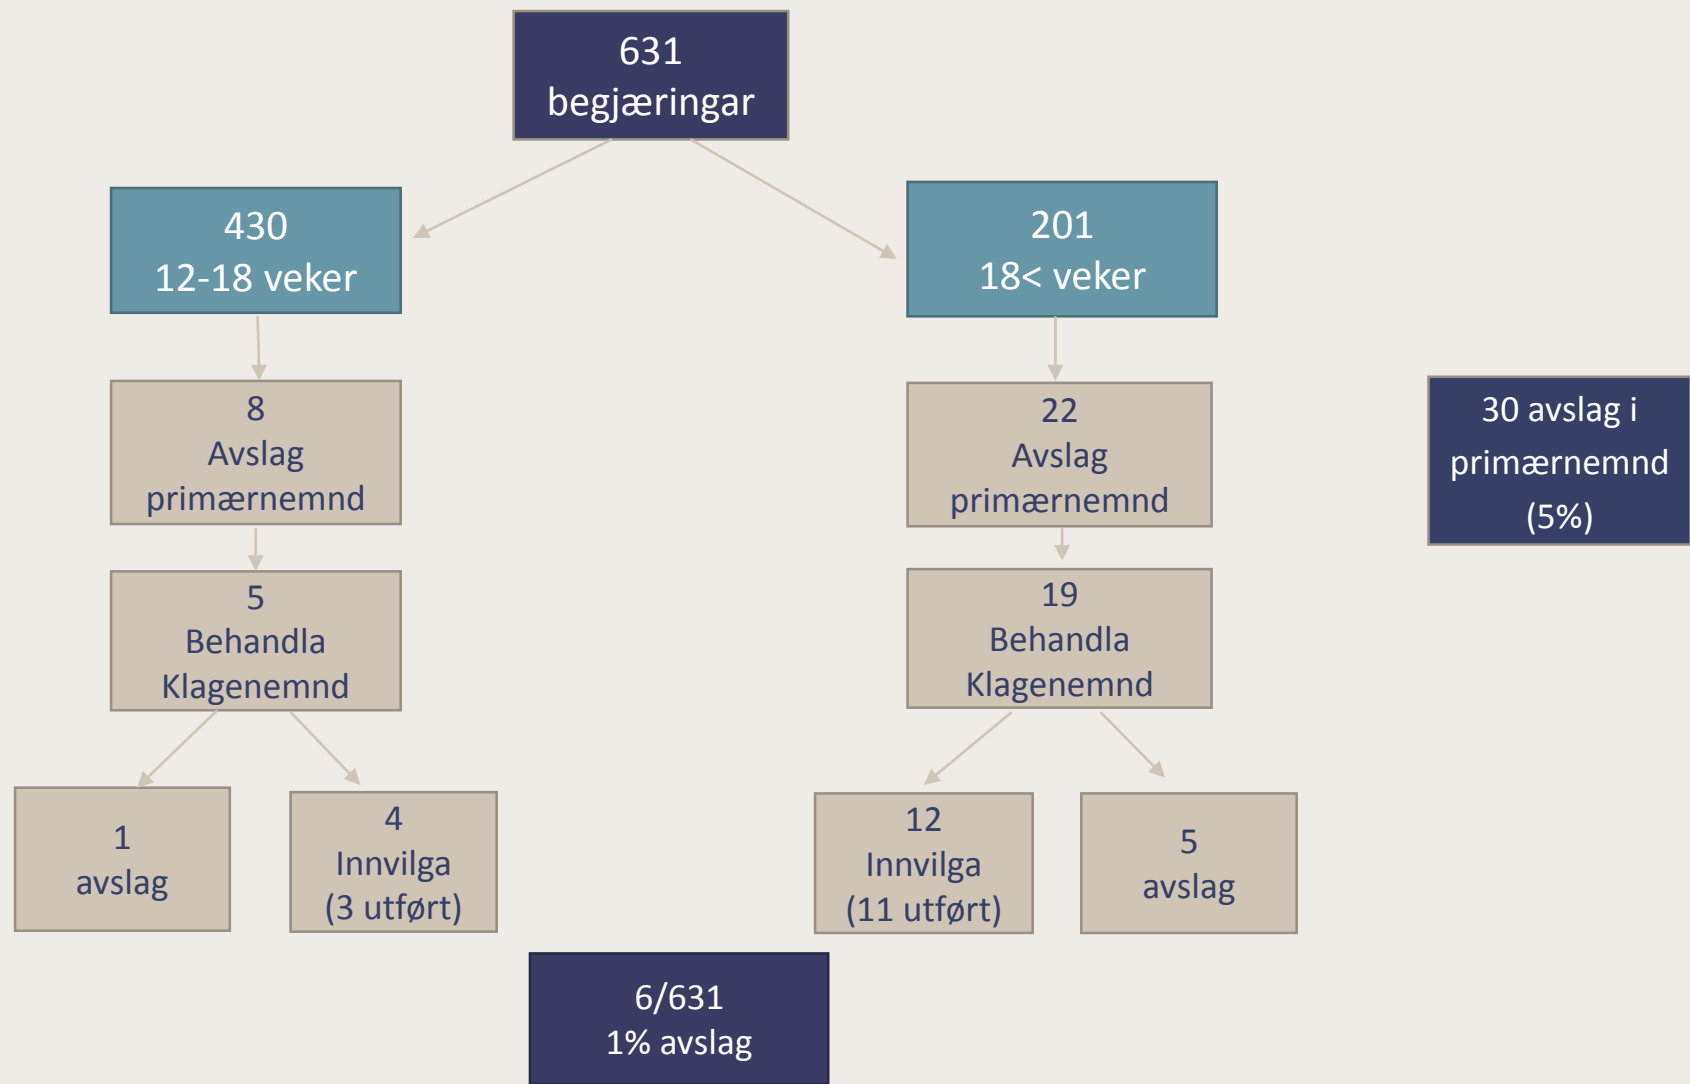 631
begjæringar
430
12-18 veker
201
18< veker
8
Avslag
primærnemnd
22
Avslag
primærnemnd
30 avslag i
primærnemnd
(5%)
5
Behandla
Klagenemnd
19
Behandla
Klagenemnd
1
avslag
4
Innvilga
(3 utført)
12
Innvilga
(11 utført)
5
avslag
6/631
1% avslag